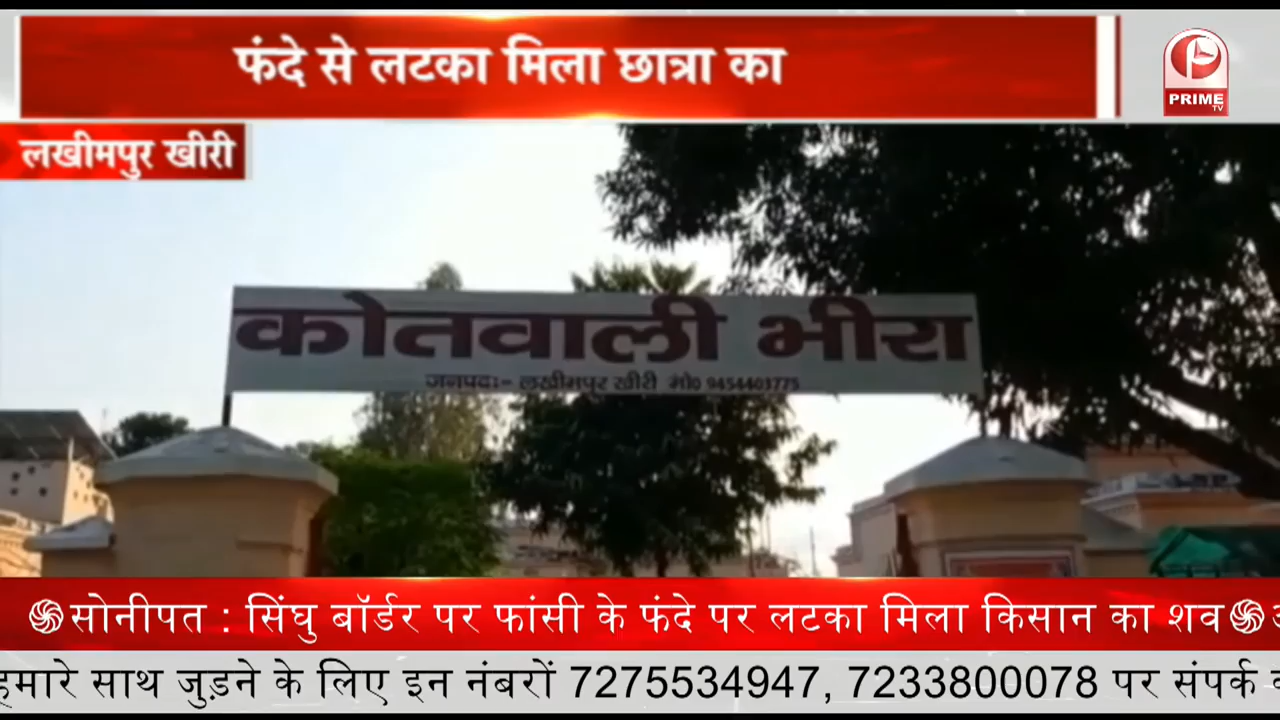 फंदे से लटका मिला छात्रा का
PRIME
TV
लखीमपुर खीरी
कोतवाली भीरा
जनपदः- लखीमपुर खीरी मो0 9454403775
सोनीपत : सिंघु बॉर्डर पर फांसी के फंदे पर लटका मिला किसान का शव
हमारे साथ जुड़ने के लिए इन नंबरों 7275534947, 7233800078 पर संपर्क